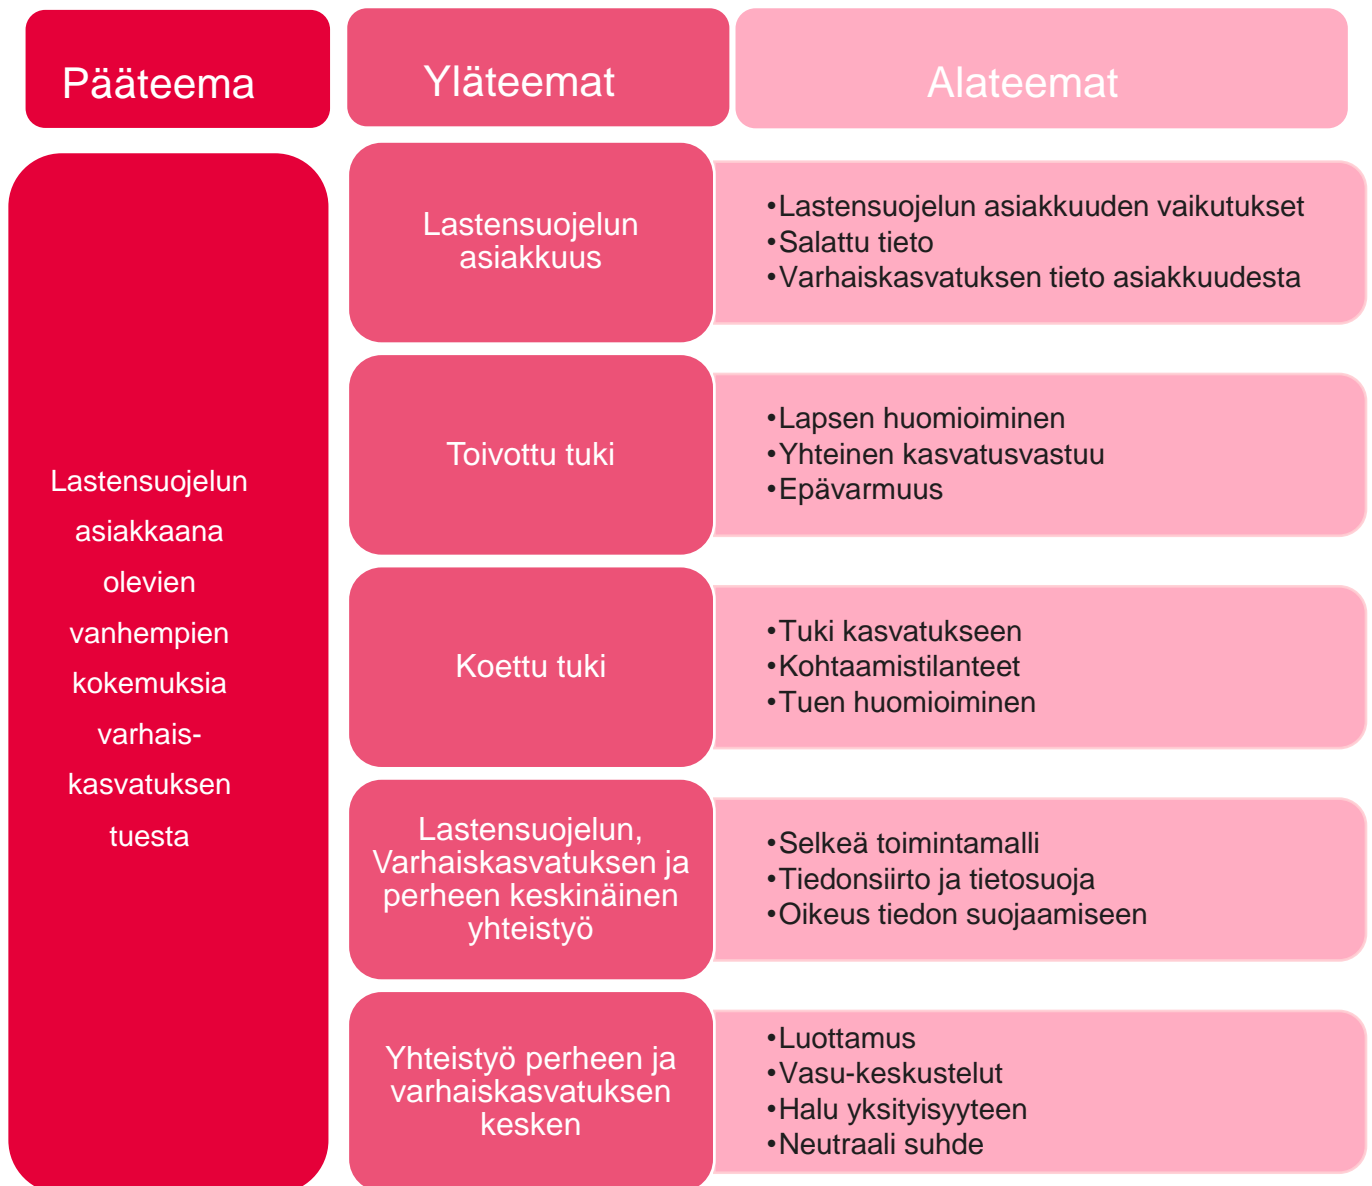 Pääteema
Yläteemat
Alateemat
Lastensuojelun
asiakkaana
olevien
vanhempien
kokemuksia
varhais-
kasvatuksen
tuesta
Lastensuojelun
asiakkuus
•Lastensuojelun asiakkuuden vaikutukset
•Salattu tieto
•Varhaiskasvatuksen tieto asiakkuudesta
Toivottu tuki
•Lapsen huomioiminen
•Yhteinen kasvatusvastuu
•Epävarmuus
Koettu tuki
•Tuki kasvatukseen
•Kohtaamistilanteet
•Tuen huomioiminen
Lastensuojelun,
Varhaiskasvatuksen ja
perheen keskinäinen
yhteistyö
•Selkeä toimintamalli
•Tiedonsiirto ja tietosuoja
•Oikeus tiedon suojaamiseen
Yhteistyö perheen ja
varhaiskasvatuksen
kesken
•Luottamus
•Vasu-keskustelut
•Halu yksityisyyteen
•Neutraali suhde